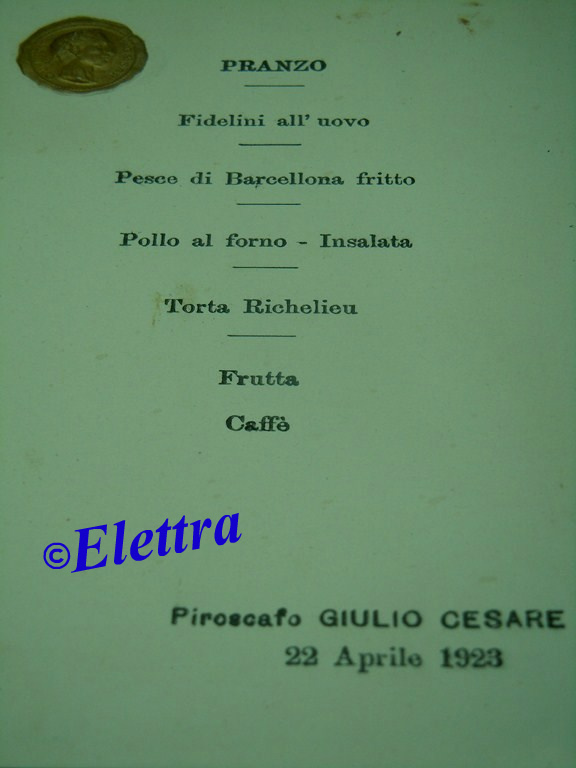 PRANZO
Fidelini all' uovo
Pesce di Barcellona fritto
Pollo al forno - Insalata
Torta Richelieu
Frutta
Caffè
©Elettra
Piroscafo GIULIO CESARE
22 Aprile 1923